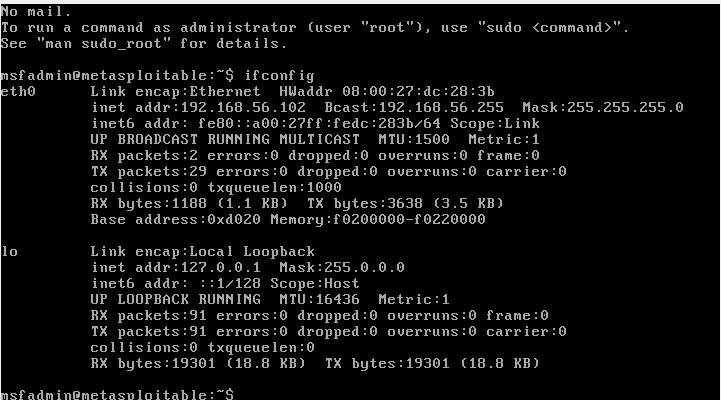 No mail.
To run a command as administrator (user "root"), use "sudo <command>".
See "man sudo_root" for details.
msfadmin@metasploitable:~$ ifconfig
eth0 Link encap:Ethernet HWaddr 08:00:27:dc:28:3b
inet addr:192.168.56.102 Bcast:192.168.56.255 Mask:255.255.255.0
inet6 addr: fe80::a00:27ff:fedc:283b/64 Scope:Link
UP BROADCAST RUNNING MULTICAST MTU:1500 Metric:1
RX packets:2 errors:0 dropped:0 overruns:0 frame:0
TX packets:29 errors:0 dropped:0 overruns:0 carrier:0
collisions:0 txqueuelen:1000
RX bytes:1188 (1.1 KB) TX bytes:3638 (3.5 KB)
Base address:0xd020 Memory:f0200000-f0220000
lo Link encap:Local Loopback
inet addr:127.0.0.1 Mask:255.0.0.0
inet6 addr: ::1/128 Scope:Host
UP LOOPBACK RUNNING MTU:16436 Metric:1
RX packets:91 errors:0 dropped:0 overruns:0 frame:0
TX packets:91 errors:0 dropped:0 overruns:0 carrier:0
collisions:0 txqueuelen:0
RX bytes:19301 (18.8 KB) TX bytes:19301 (18.8 KB)
msfadmin@metasploitable:~$